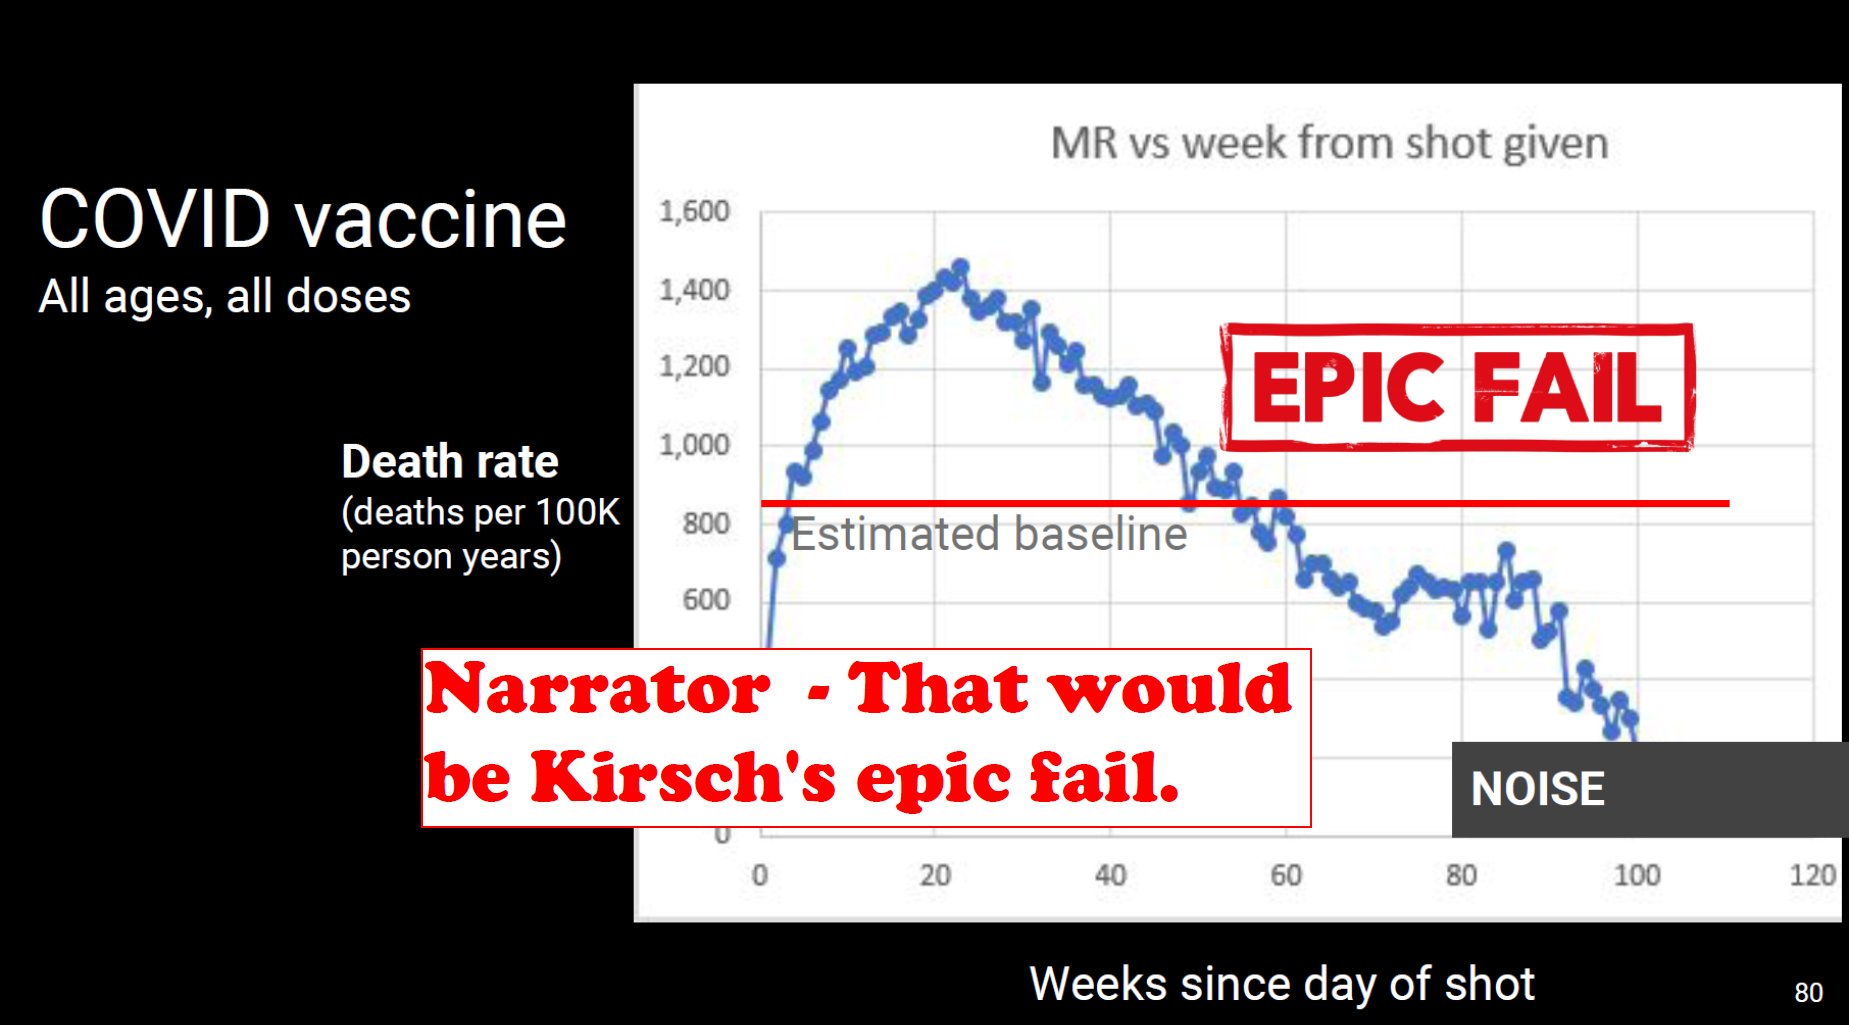 COVID vaccine
All ages, all doses
Death rate
(deaths per 100K
person years)
MR vs week from shot given
1,600
1,400
1,200
1,000
800
600
0
EPIC FAIL
Estimated baseline
Narrator - That would
be Kirsch's epic fail.
NOISE
0 20 40 60 80 100 120
Weeks since day of shot
80